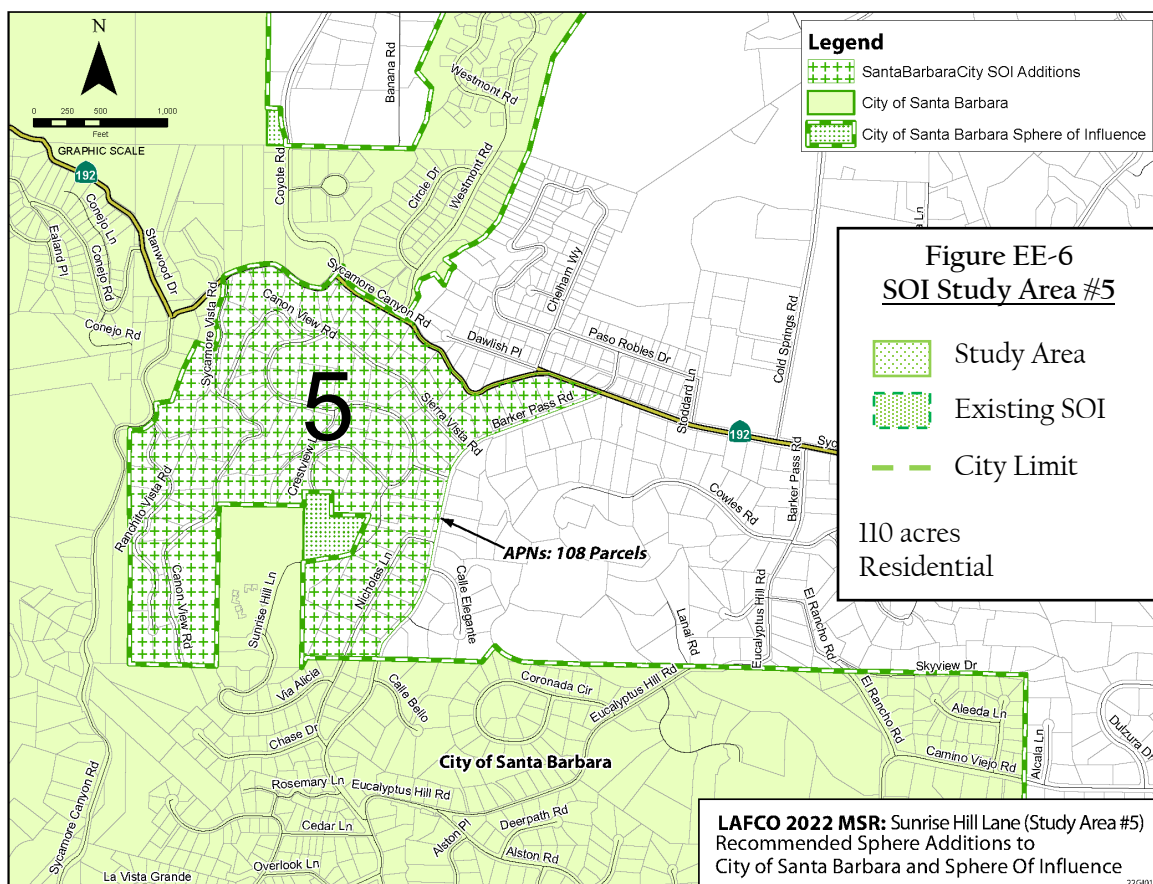 N
0 250 500 1,000
Feet
GRAPHIC SCALE
Legend
SantaBarbaraCity SOI Additions
City of Santa Barbara
City of Santa Barbara Sphere of Influence
Figure EE-6
SOI Study Area #5
Study Area
Existing SOI
City Limit
110 acres
Residential
192
Banana Rd
Westmont Rd
Coyote Rd
Circle Dr
Westmont Rd
Conejo Ln
Ealand Pl
Conejo Rd
Stanwood Dr
Conejo Rd
Sycamore Vista Rd
Sycamore Canyon Rd
Canon View Rd
Chelham Wy
Dawlish Pl
Paso Robles Dr
Cold Springs Rd
Stoddard Ln
5
Sierra Vista Rd
Barker Pass Rd
192
Crestview
Ranchito Vista Rd
Cowles Rd
Barker Pass Rd
APNs: 108 Parcels
Nicholas Ln
Calle Elegante
Canon View Rd
Sunrise Hill Ln
Lanai Rd
Eucalyptus Hill Rd
El Rancho Rd
Skyview Dr
Via Alicia
Calle Bello
Coronada Cir
Eucalyptus Hill Rd
El Rancho Rd
Aleeda Ln
Chase Dr
City of Santa Barbara
Camino Viejo Rd
Alcala Ln
Dulzura Dr
Rosemary Ln
Eucalyptus Hill Rd
Sycamore Canyon Rd
Cedar Ln
Alston Pl
Deerpath Rd
Alston Rd
Overlook Ln
La Vista Grande
LAFCO 2022 MSR: Sunrise Hill Lane (Study Area #5)
Recommended Sphere Additions to
City of Santa Barbara and Sphere Of Influence